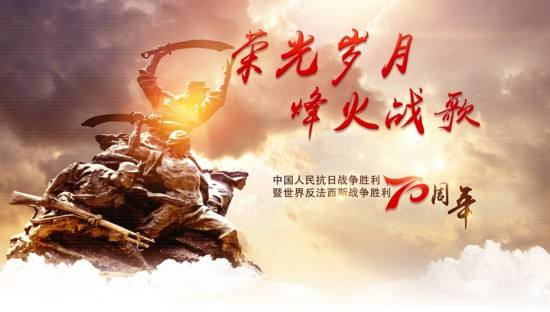 荣光岁月
烽火战歌
中国人民抗日战争胜利
暨世界反法西斯战争胜利
70周年